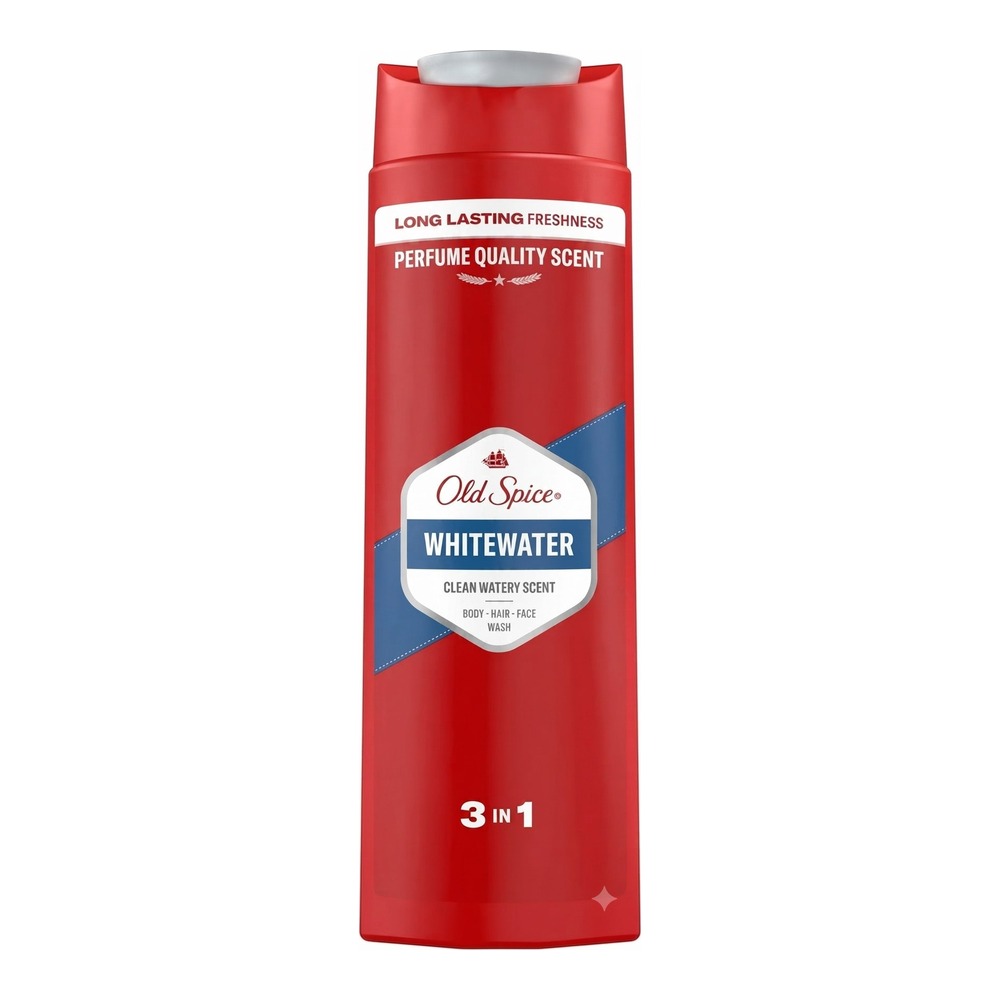 LONG LASTING FRESHNESS
PERFUME QUALITY SCENT
Old Spice®
WHITEWATER
CLEAN WATERY SCENT
BODY - HAIR - FACE
WASH
3 IN 1